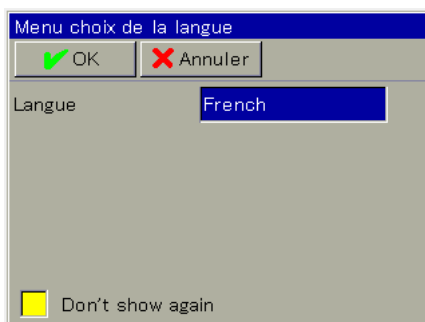 Menu choix de la langue
OK Annuler
Langue French
Don't show again